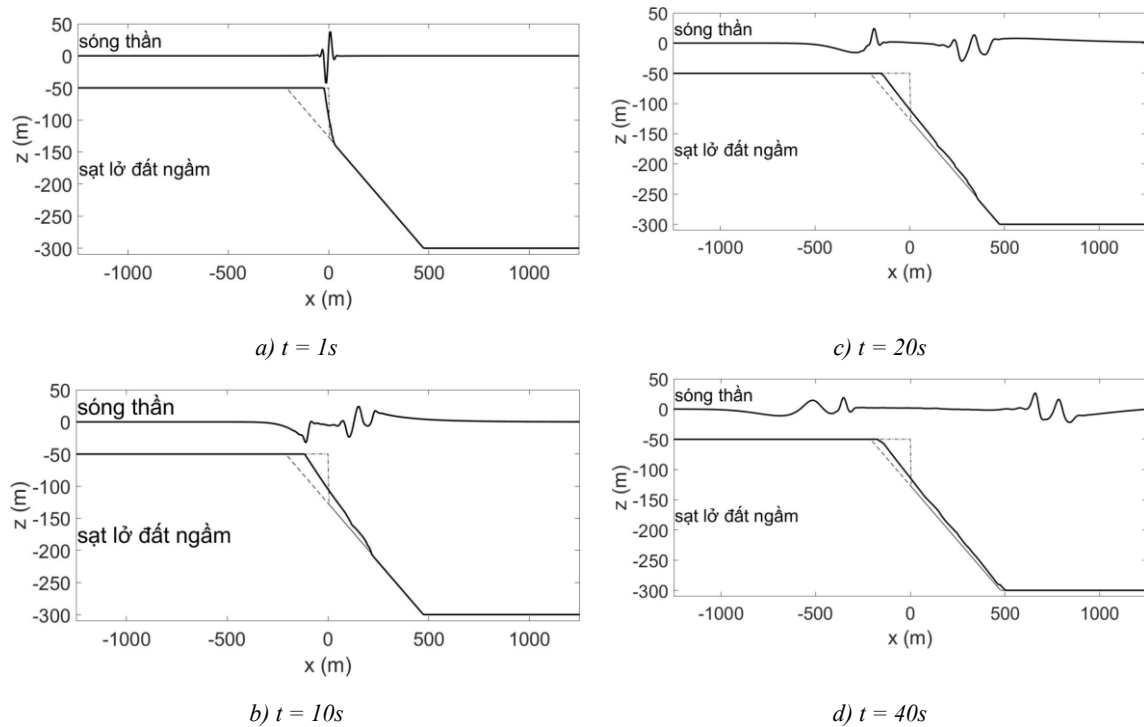 50
sóng thần
0
-50
-100
-150
sạt lở đất ngầm
-200
-250
-300
z (m)
-1000 -500 0 500 1000
x (m)
a) t = 1s
50
sóng thần
0
-50
-100
-150
sạt lở đất ngầm
-200
-250
-300
z (m)
-1000 -500 0 500 1000
x (m)
c) t = 20s
50
sóng thần
0
-50
-100
-150
sạt lở đất ngầm
-200
-250
-300
z (m)
-1000 -500 0 500 1000
x (m)
b) t = 10s
50
sóng thần
0
-50
-100
-150
sạt lở đất ngầm
-200
-250
-300
z (m)
-1000 -500 0 500 1000
x (m)
d) t = 40s